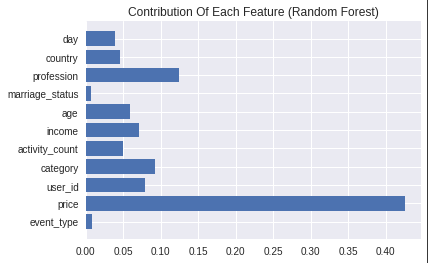 Contribution Of Each Feature (Random Forest)
day
country
profession
marriage_status
age
income
activity_count
category
user_id
price
event_type
0.00 0.05 0.10 0.15 0.20 0.25 0.30 0.35 0.40